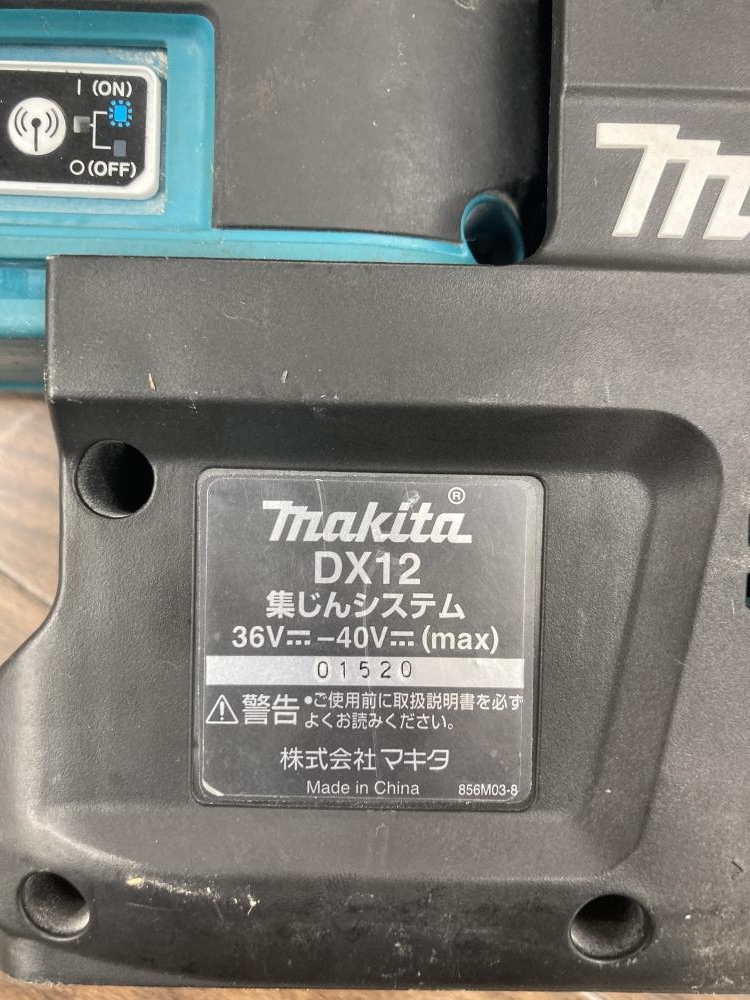 I (ON)
O (OFF)
makita®
DX12
集じんシステム
36V⎓-40V⎓(max)
01520
⚠警告 •ご使用前に取扱説明書を必ず
よくお読みください。
株式会社マキタ
Made in China 856M03-8